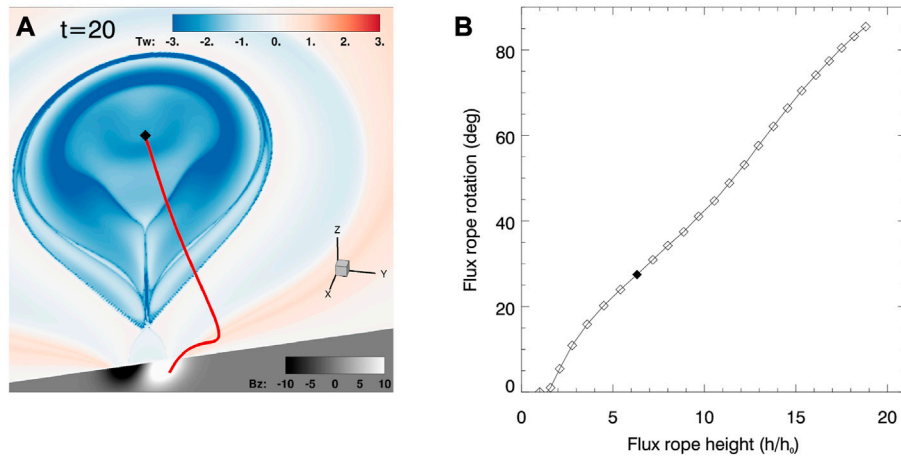 A
t=20
Tw: -3. -2. -1. 0. 1. 2. 3.
Z
Y
X
Bz: -10 -5 0 5 10
B
Flux rope rotation (deg)
80
60
40
20
0
0 5 10 15 20
Flux rope height (h/h₀)